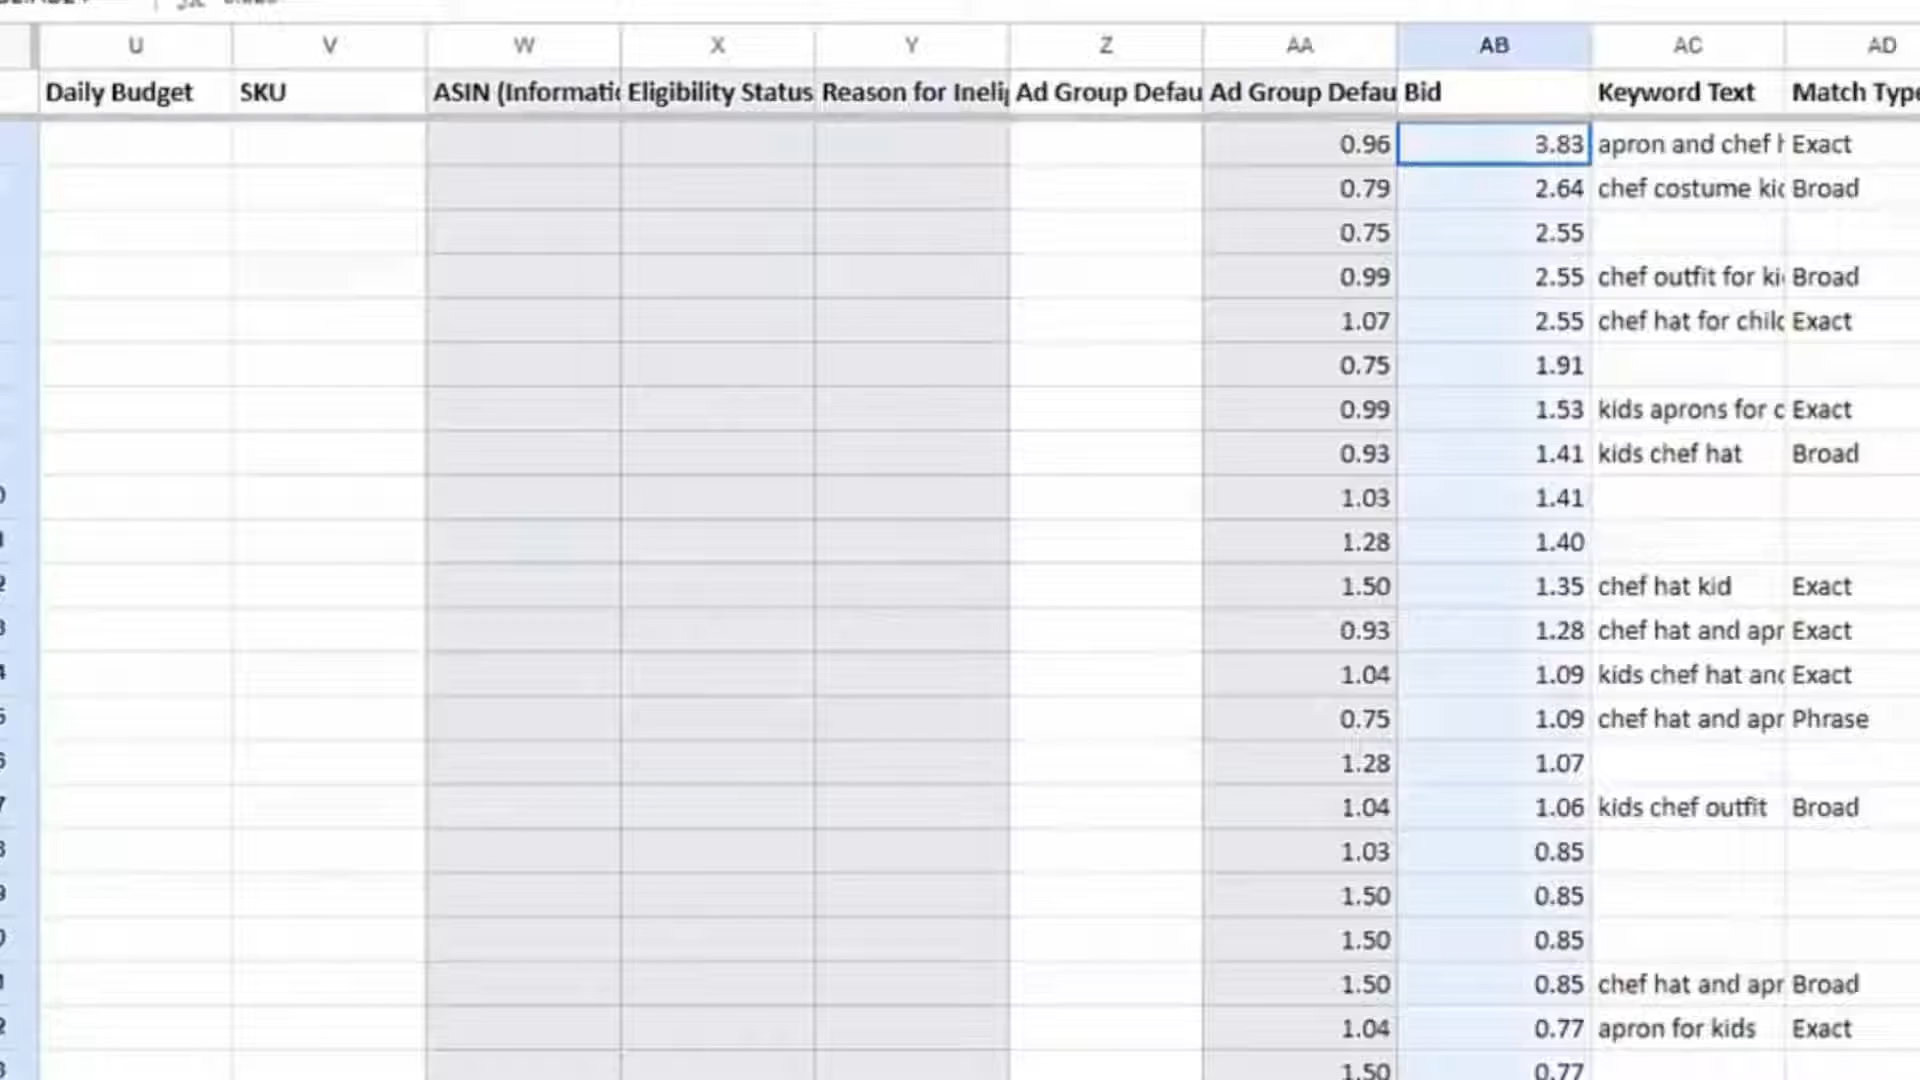 U V W X Y Z AA AB AC AD
Daily Budget SKU ASIN (Informatic Eligibility Status Reason for Ineli Ad Group Defau Ad Group Defau Bid Keyword Text Match Type
0.96 3.83 apron and chef h Exact
0.79 2.64 chef costume kic Broad
0.75 2.55
0.99 2.55 chef outfit for ki Broad
1.07 2.55 chef hat for chilc Exact
0.75 1.91
0.99 1.53 kids aprons for c Exact
0.93 1.41 kids chef hat Broad
1.03 1.41
1.28 1.40
1.50 1.35 chef hat kid Exact
0.93 1.28 chef hat and apr Exact
1.04 1.09 kids chef hat and Exact
0.75 1.09 chef hat and apr Phrase
1.28 1.07
1.04 1.06 kids chef outfit Broad
1.03 0.85
1.50 0.85
1.50 0.85
1.50 0.85 chef hat and apr Broad
1.04 0.77 apron for kids Exact
1.50 0.77